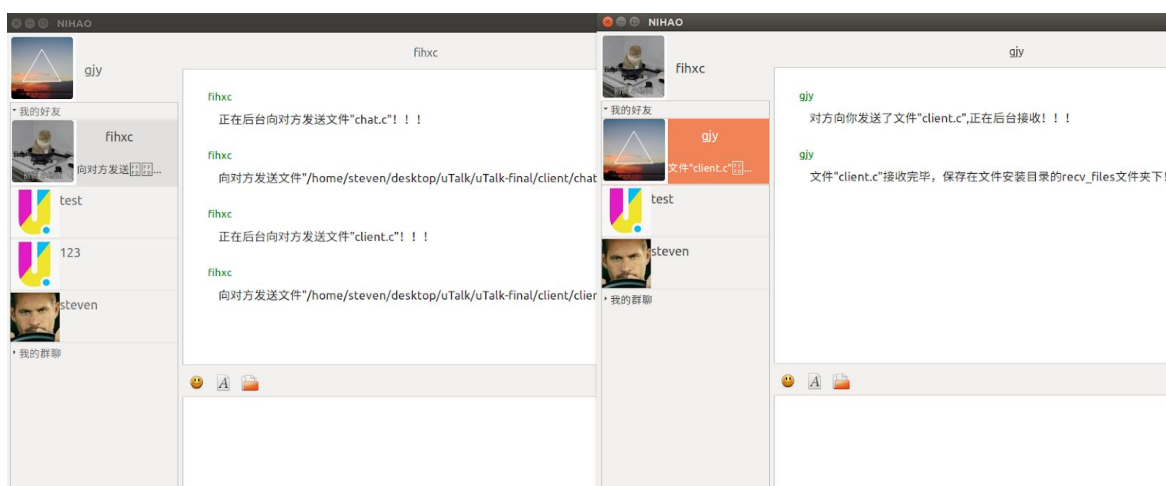 NIHAO
gjy
fihxc
我的好友
fihxc
向对方发送...
test
123
steven
我的群聊
fihxc
正在后台向对方发送文件"chat.c"！！！
fihxc
向对方发送文件"/home/steven/desktop/uTalk/uTalk-final/client/chat
fihxc
正在后台向对方发送文件"client.c"！！！
fihxc
向对方发送文件"/home/steven/desktop/uTalk/uTalk-final/client/clier
A
NIHAO
fihxc
gjy
我的好友
gjy
文件"client.c"...
test
steven
我的群聊
gjy
对方向你发送了文件"client.c",正在后台接收！！！
gjy
文件"client.c"接收完毕，保存在文件安装目录的recv_files文件夹下!
A